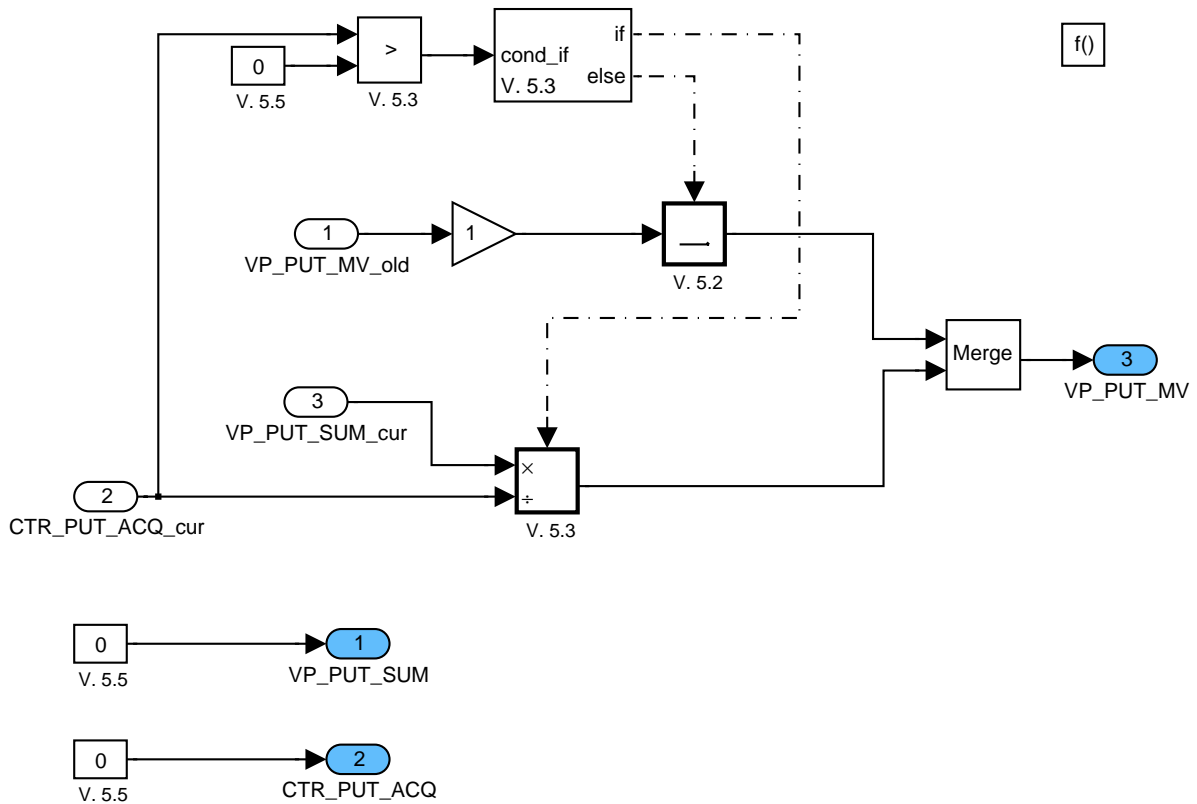 if
f()
>
cond_if
0
else
V. 5.3
V. 5.5
V. 5.3
1
1
VP_PUT_MV_old
V. 5.2
Merge
3
VP_PUT_MV
3
VP_PUT_SUM_cur
×
2
÷
CTR_PUT_ACQ_cur
V. 5.3
0
1
V. 5.5
VP_PUT_SUM
0
2
V. 5.5
CTR_PUT_ACQ